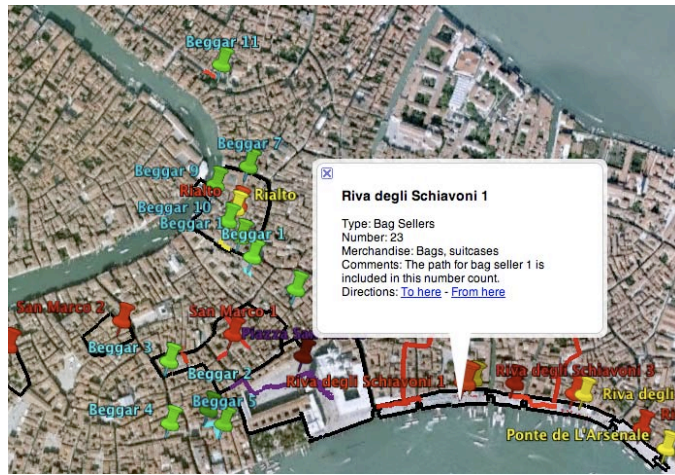 Beggar 11
Beggar 7
Beggar 9
Rialto
Rialto
Beggar 10
Beggar 1
Beggar 1
Riva degli Schiavoni 1
Type: Bag Sellers
Number: 23
Merchandise: Bags, suitcases
Comments: The path for bag seller 1 is
included in this number count.
Directions: To here - From here
San Marco 2
San Marco 1
Piazza
Beggar 3
Beggar 2
Riva degli Schiavoni 1
Riva degli Schiavoni 3
Riva degli
Beggar 4
Beggar 5
Ponte de L'Arsenale